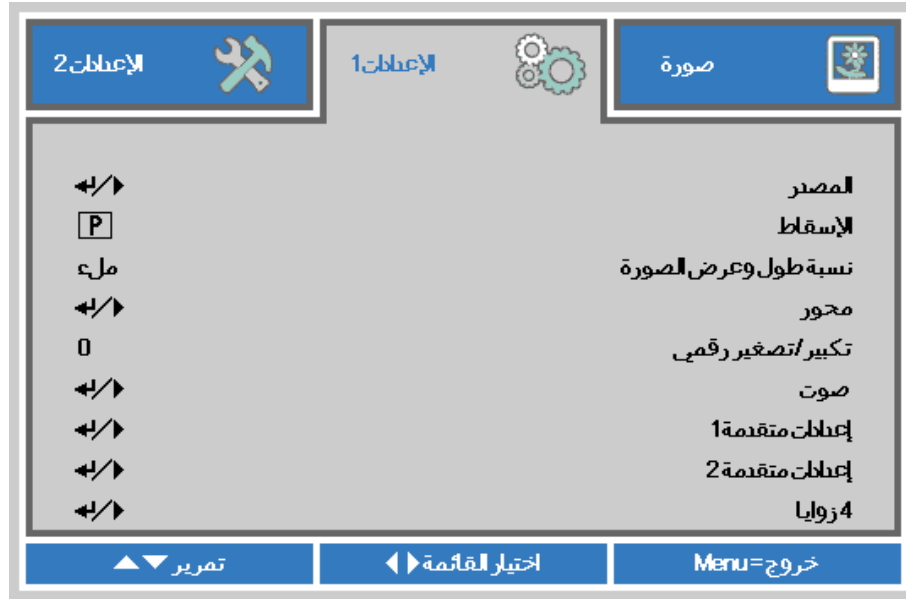 صورة
الإعدادات1
الإعدادات2
المصدر
الإسقاط P
نسبة طول وعرض الصورة ملء
محور
تكبير/تصغير رقمي 0
صوت
إعدادات متقدمة1
إعدادات متقدمة2
4 زوايا
خروج=Menu اختيار القائمة تمرير